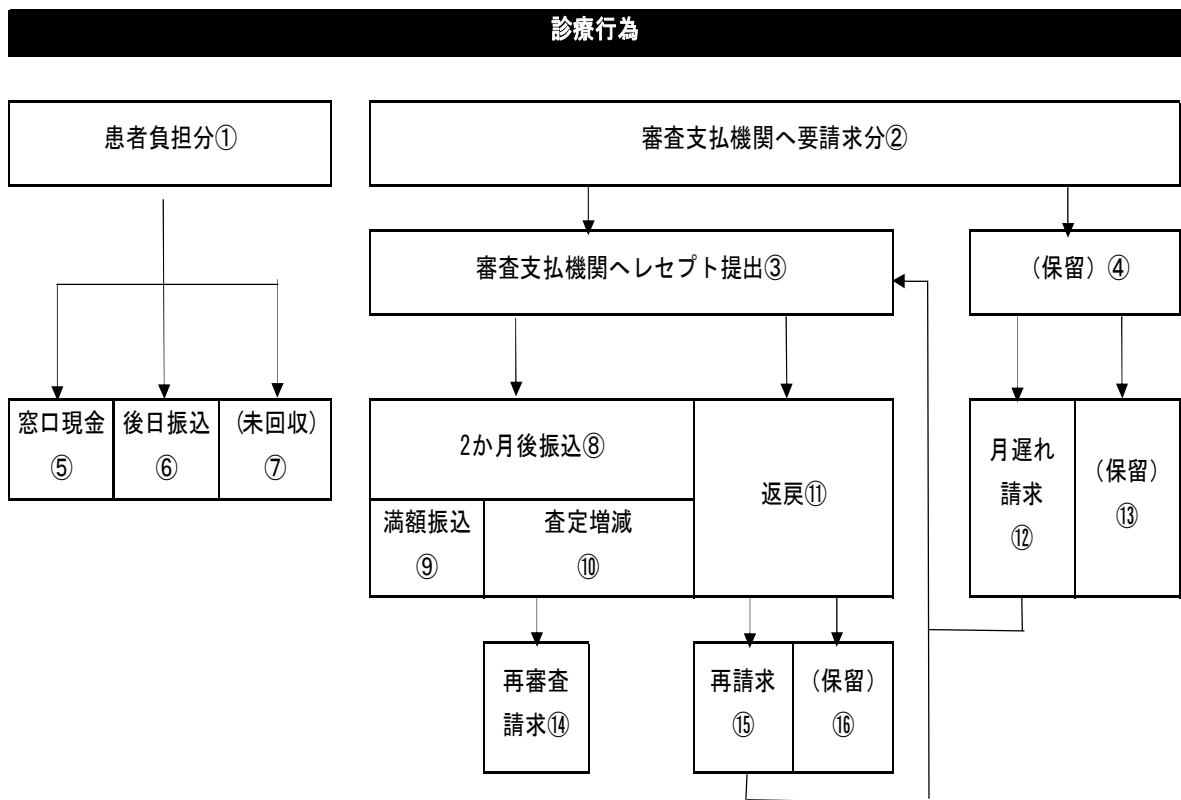 診療行為
患者負担分①
審査支払機関へ要請求分②
審査支払機関へレセプト提出③
（保留）④
窓口現金
⑤
後日振込
⑥
(未回収)
⑦
2か月後振込⑧
満額振込
⑨
査定増減
⑩
返戻⑪
月遅れ
請求
⑫
（保留）
⑬
再審査
請求⑭
再請求
⑮
（保留）
⑯